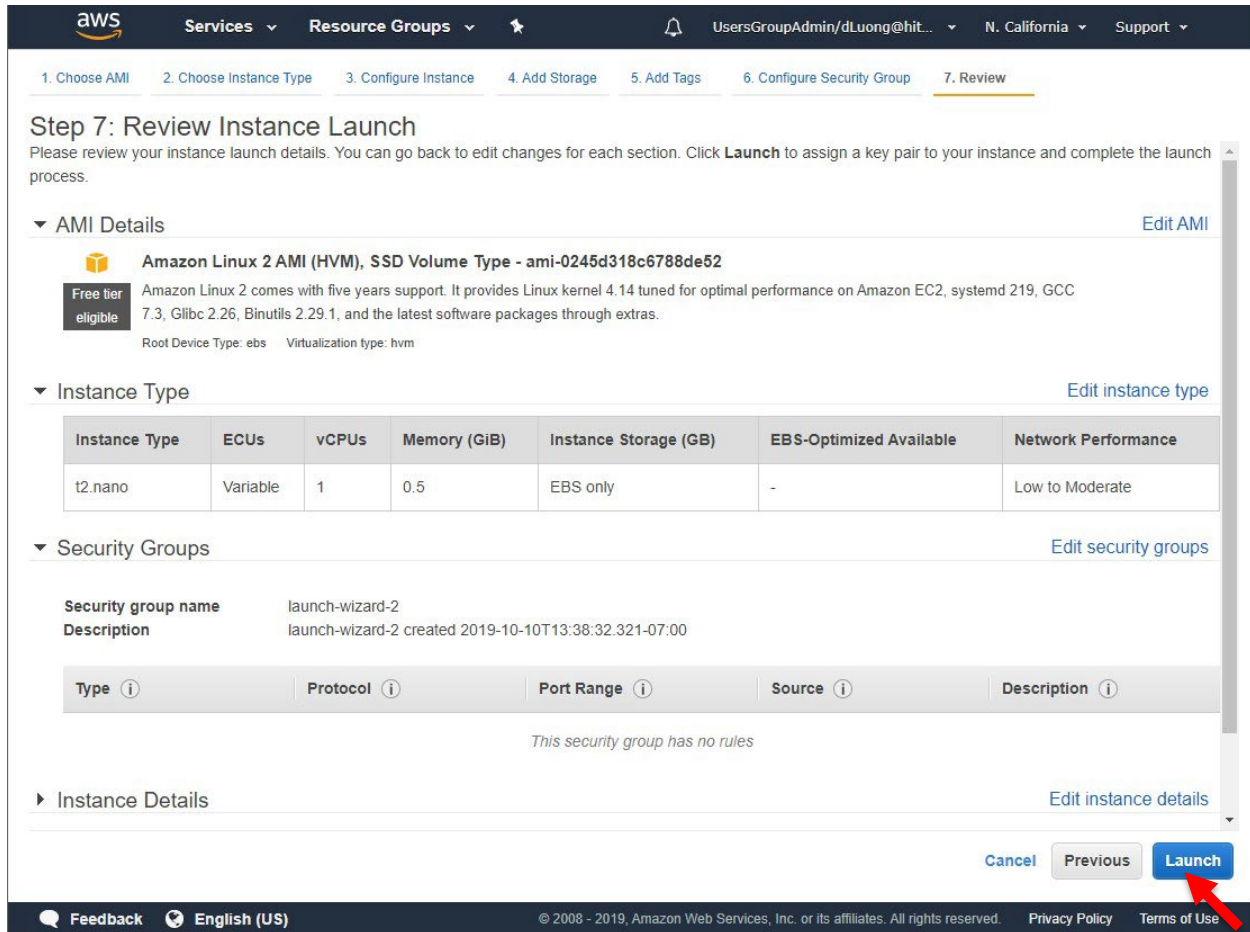 aws Services Resource Groups UsersGroupAdmin/dLuong@hit... N. California Support
1. Choose AMI 2. Choose Instance Type 3. Configure Instance 4. Add Storage 5. Add Tags 6. Configure Security Group 7. Review
Step 7: Review Instance Launch
Please review your instance launch details. You can go back to edit changes for each section. Click Launch to assign a key pair to your instance and complete the launch
process.
AMI Details Edit AMI
Amazon Linux 2 AMI (HVM), SSD Volume Type - ami-0245d318c6788de52
Free tier
eligible
Amazon Linux 2 comes with five years support. It provides Linux kernel 4.14 tuned for optimal performance on Amazon EC2, systemd 219, GCC
7.3, Glibc 2.26, Binutils 2.29.1, and the latest software packages through extras.
Root Device Type: ebs Virtualization type: hvm
Instance Type Edit instance type
Instance Type ECUs vCPUs Memory (GiB) Instance Storage (GB) EBS-Optimized Available Network Performance
t2.nano Variable 1 0.5 EBS only - Low to Moderate
Security Groups Edit security groups
Security group name launch-wizard-2
Description launch-wizard-2 created 2019-10-10T13:38:32.321-07:00
Type i Protocol i Port Range i Source i Description i
This security group has no rules
Instance Details Edit instance details
Cancel Previous Launch
Feedback English (US) © 2008 - 2019, Amazon Web Services, Inc. or its affiliates. All rights reserved. Privacy Policy Terms of Use